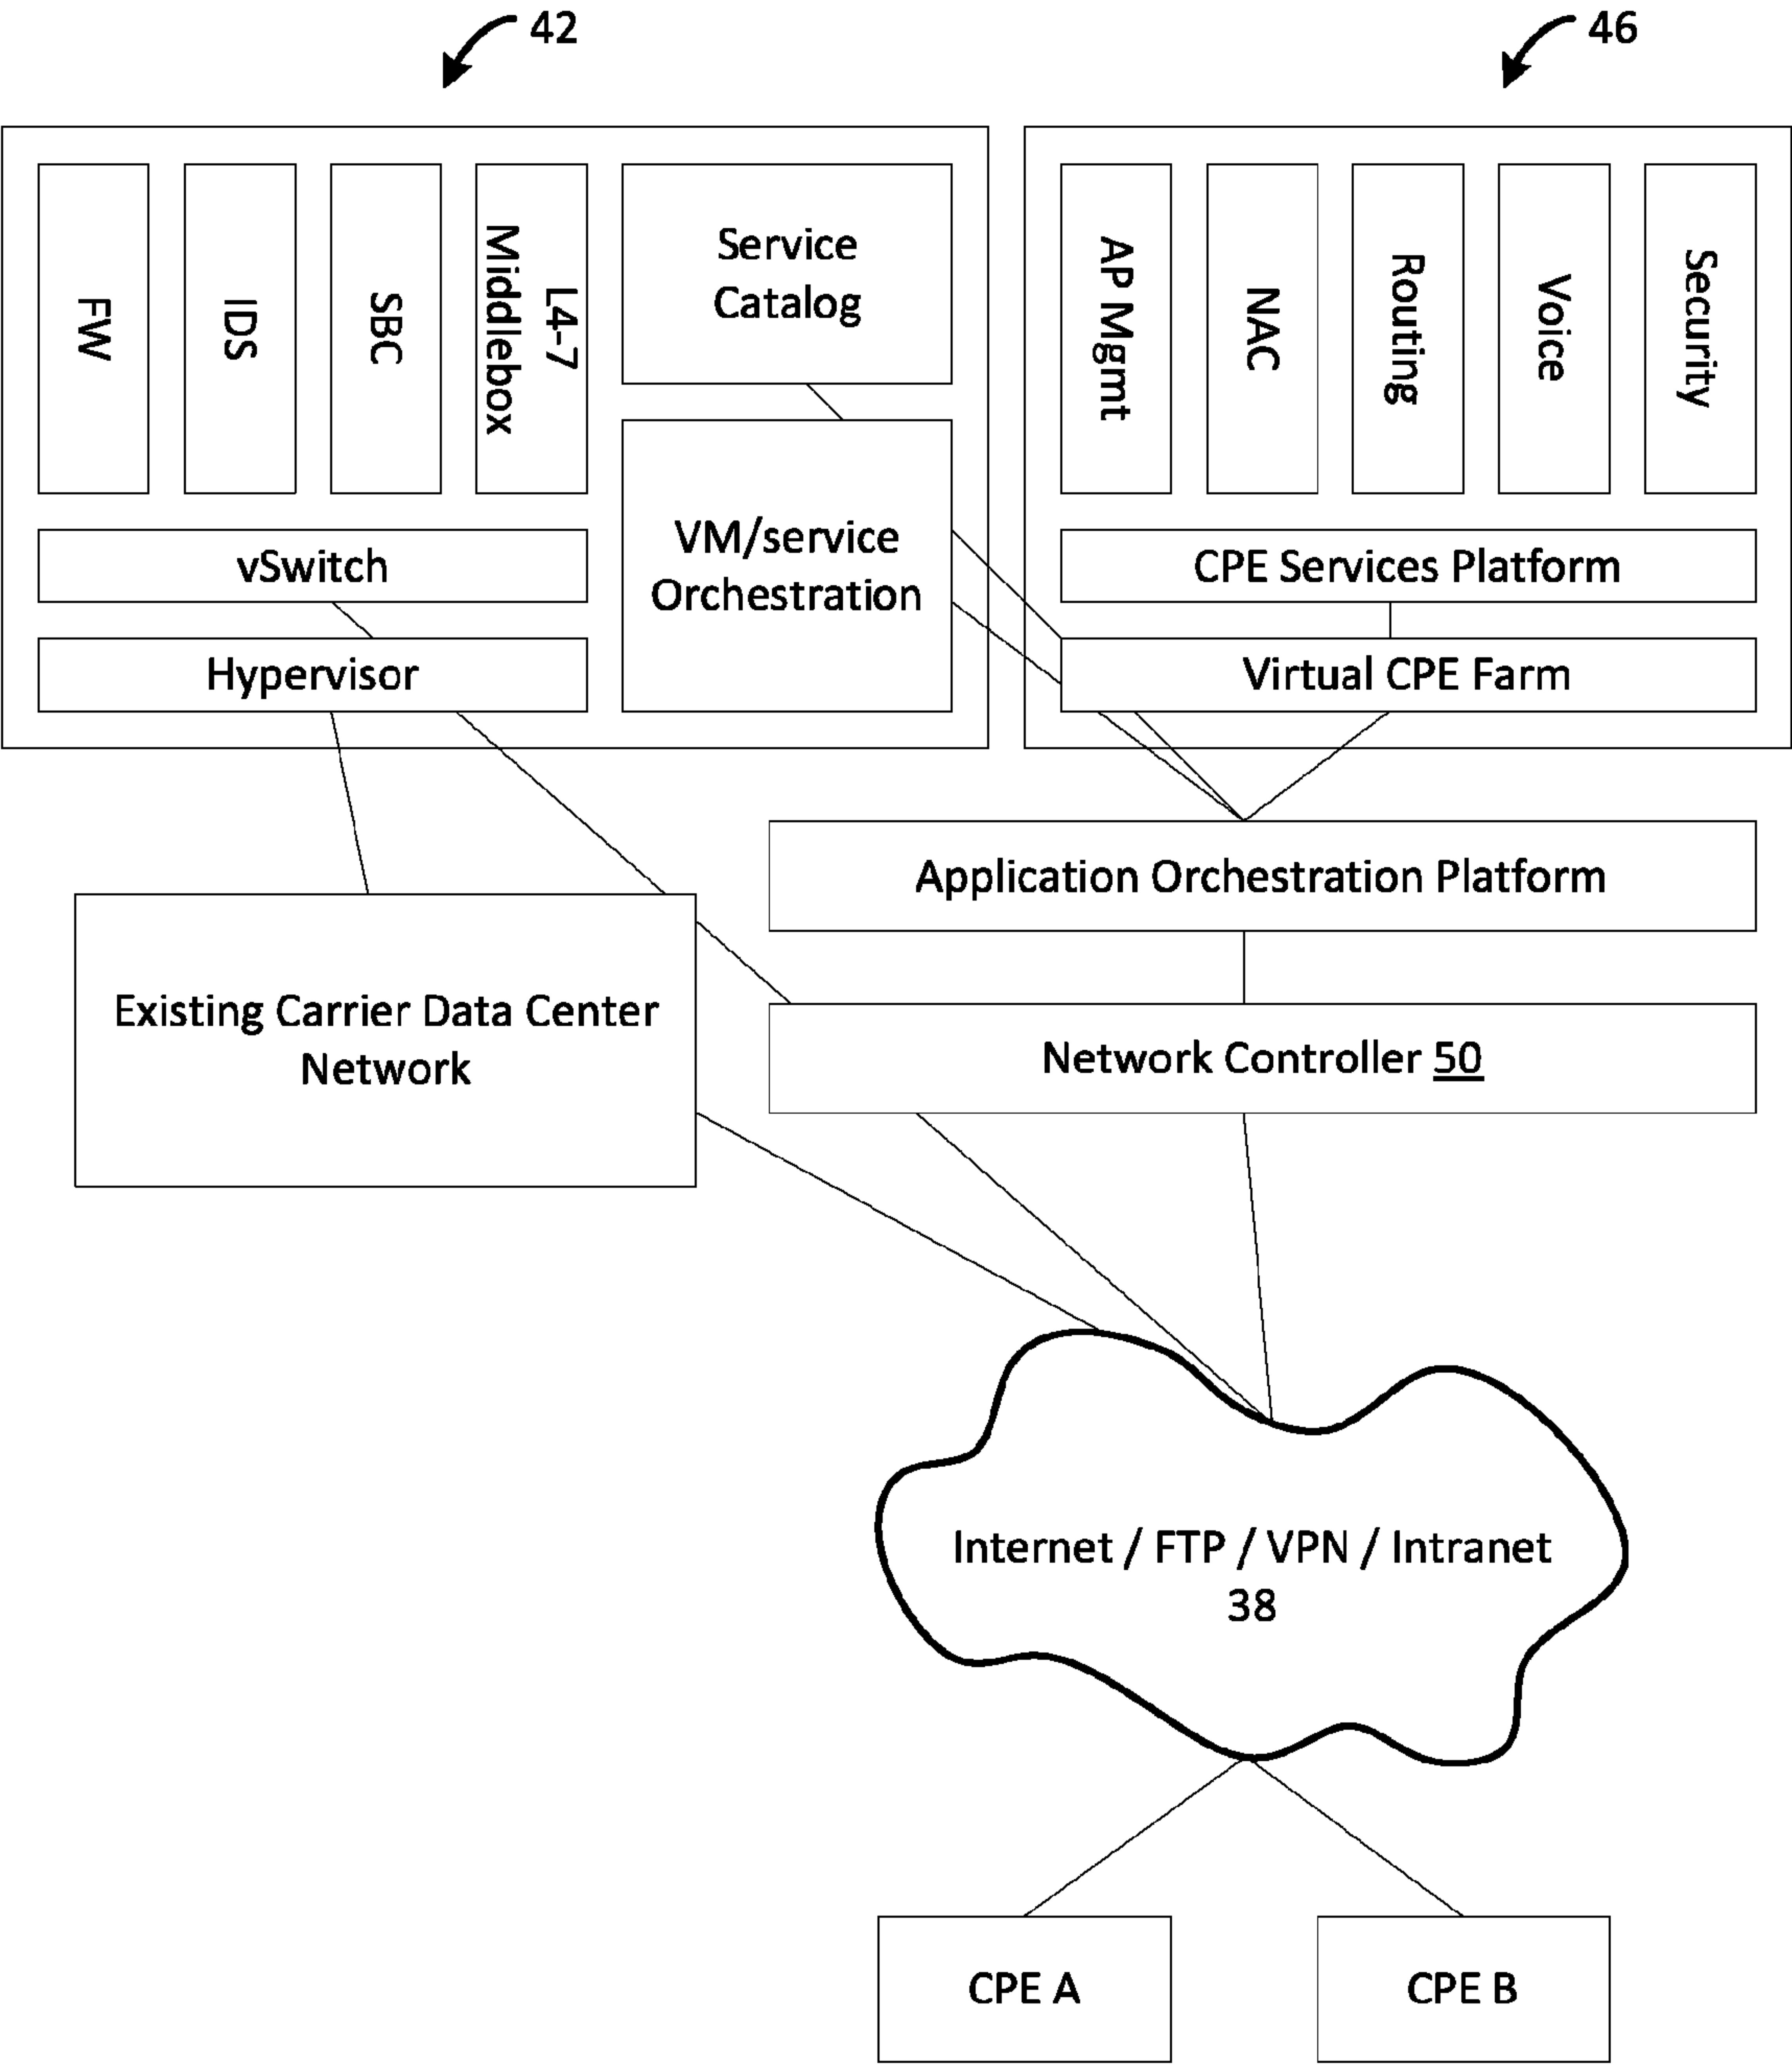 42
46
FW
IDS
SBC
L4-7
Middlebox
Service
Catalog
AP Mgmt
NAC
Routing
Voice
Security
vSwitch
VM/service
Orchestration
CPE Services Platform
Hypervisor
Virtual CPE Farm
Application Orchestration Platform
Existing Carrier Data Center
Network
Network Controller 50
Internet / FTP / VPN / Intranet
38
CPE A
CPE B